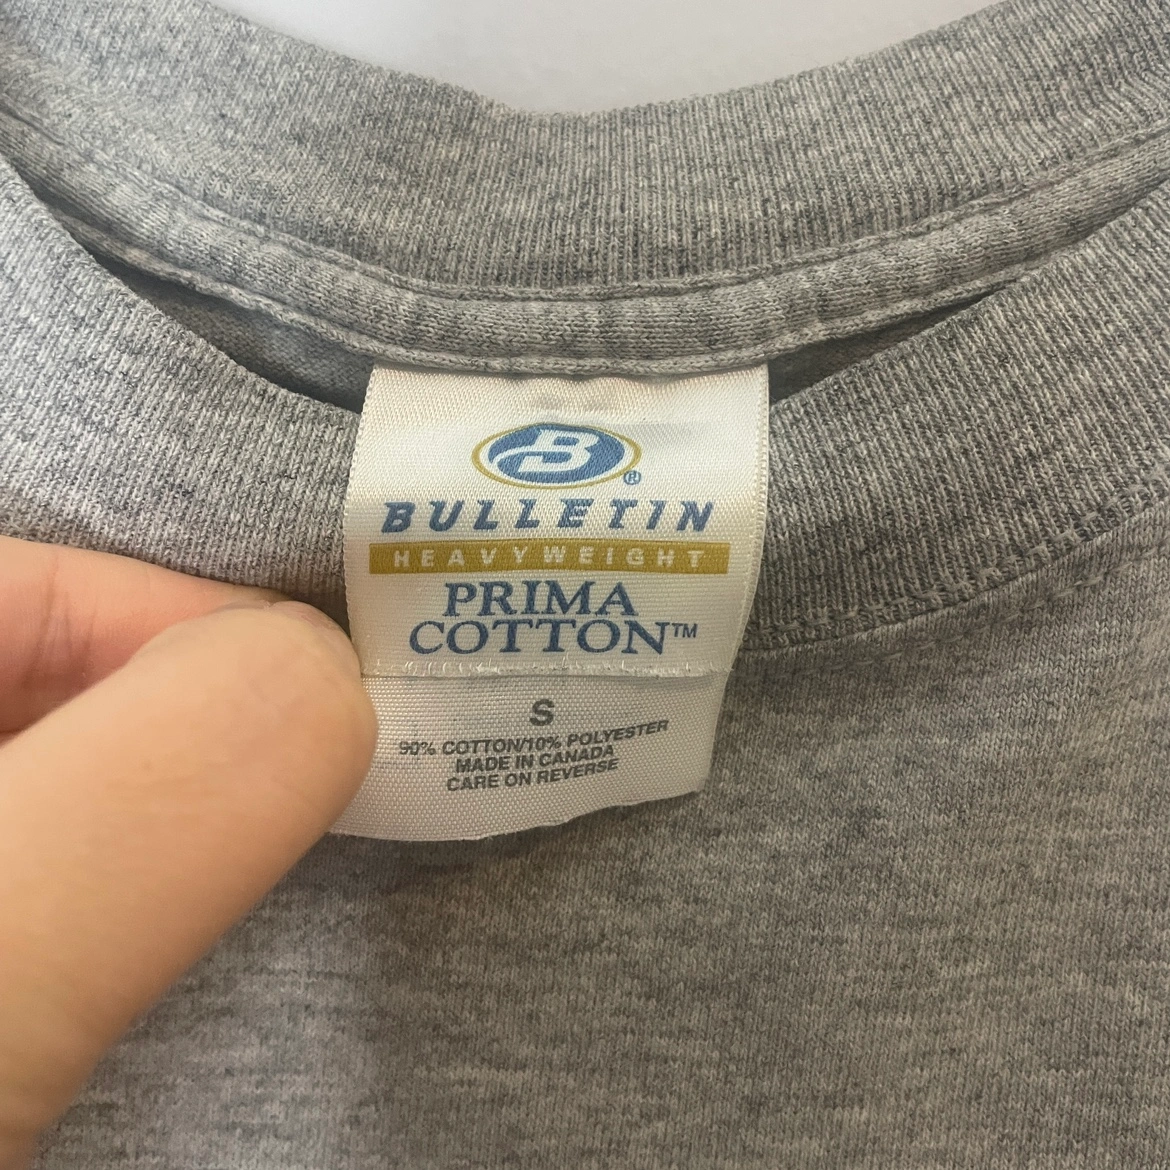 B®
BULLETIN
HEAVYWEIGHT
PRIMA
COTTON™
S
90% COTTON/10% POLYESTER
MADE IN CANADA
CARE ON REVERSE